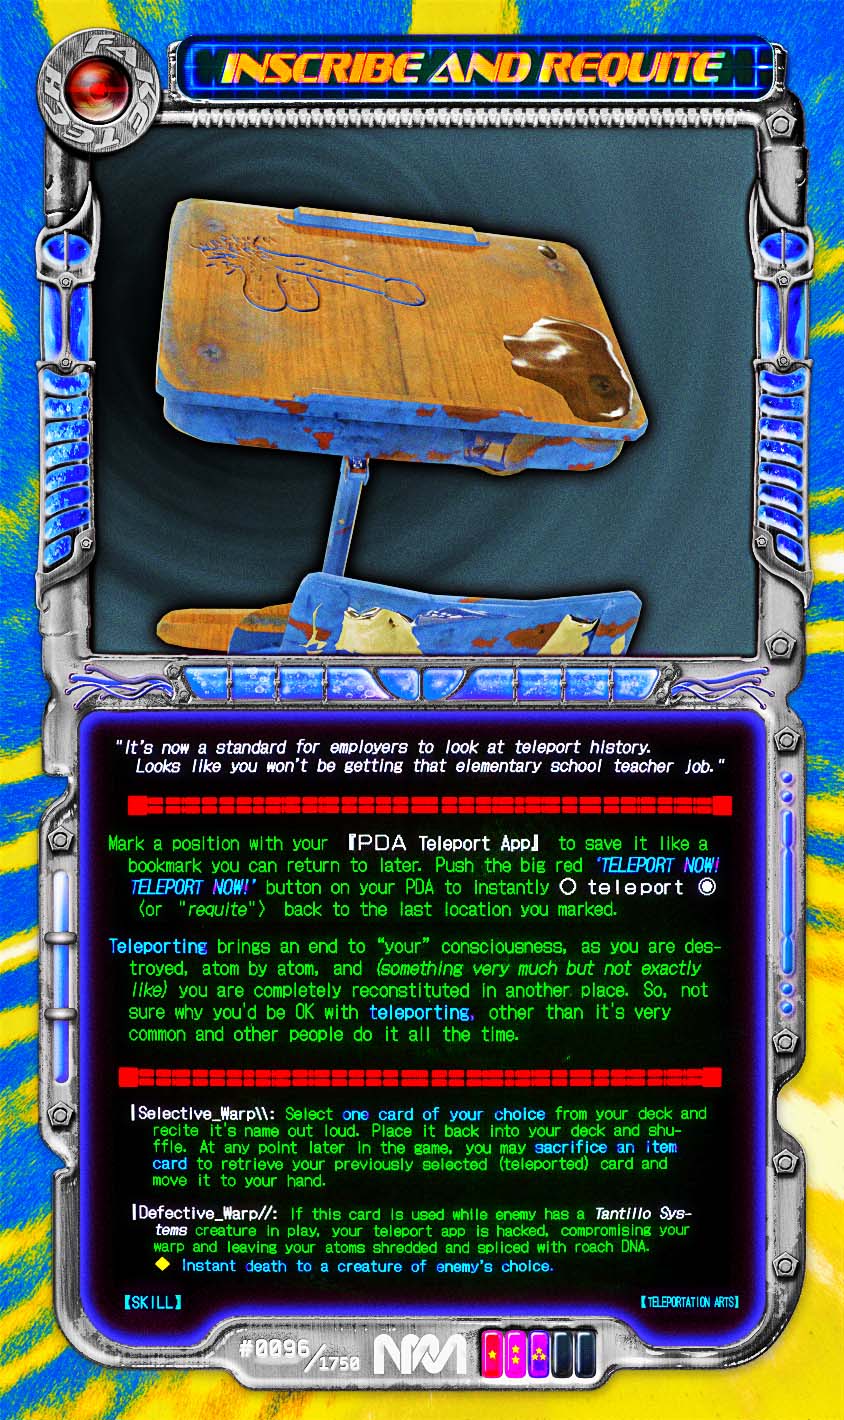 FAKE TECH
INSCRIBE AND REQUITE
"It's now a standard for employers to look at teleport history.
Looks like you won't be getting that elementary school teacher job."
Mark a position with your 『PDA Teleport App』 to save it like a
bookmark you can return to later. Push the big red 'TELEPORT NOW!
TELEPORT NOW!' button on your PDA to instantly ○ teleport ◉
〈or "requite"〉 back to the last location you marked.
Teleporting brings an end to “your” consciousness, as you are des-
troyed, atom by atom, and (something very much but not exactly
like) you are completely reconstituted in another place. So, not
sure why you'd be OK with teleporting, other than it's very
common and other people do it all the time.
|Selective_Warp\\: Select one card of your choice from your deck and
recite it's name out loud. Place it back into your deck and shu-
ffle. At any point later in the game, you may sacrifice an item
card to retrieve your previously selected (teleported) card and
move it to your hand.
|Defective_Warp//: If this card is used while enemy has a Tantillo Sys-
tems creature in play, your teleport app is hacked, compromising your
warp and leaving your atoms shredded and spliced with roach DNA.
◆ Instant death to a creature of enemy's choice.
【SKILL】
【TELEPORTATION ARTS】
#0096/1750 NM